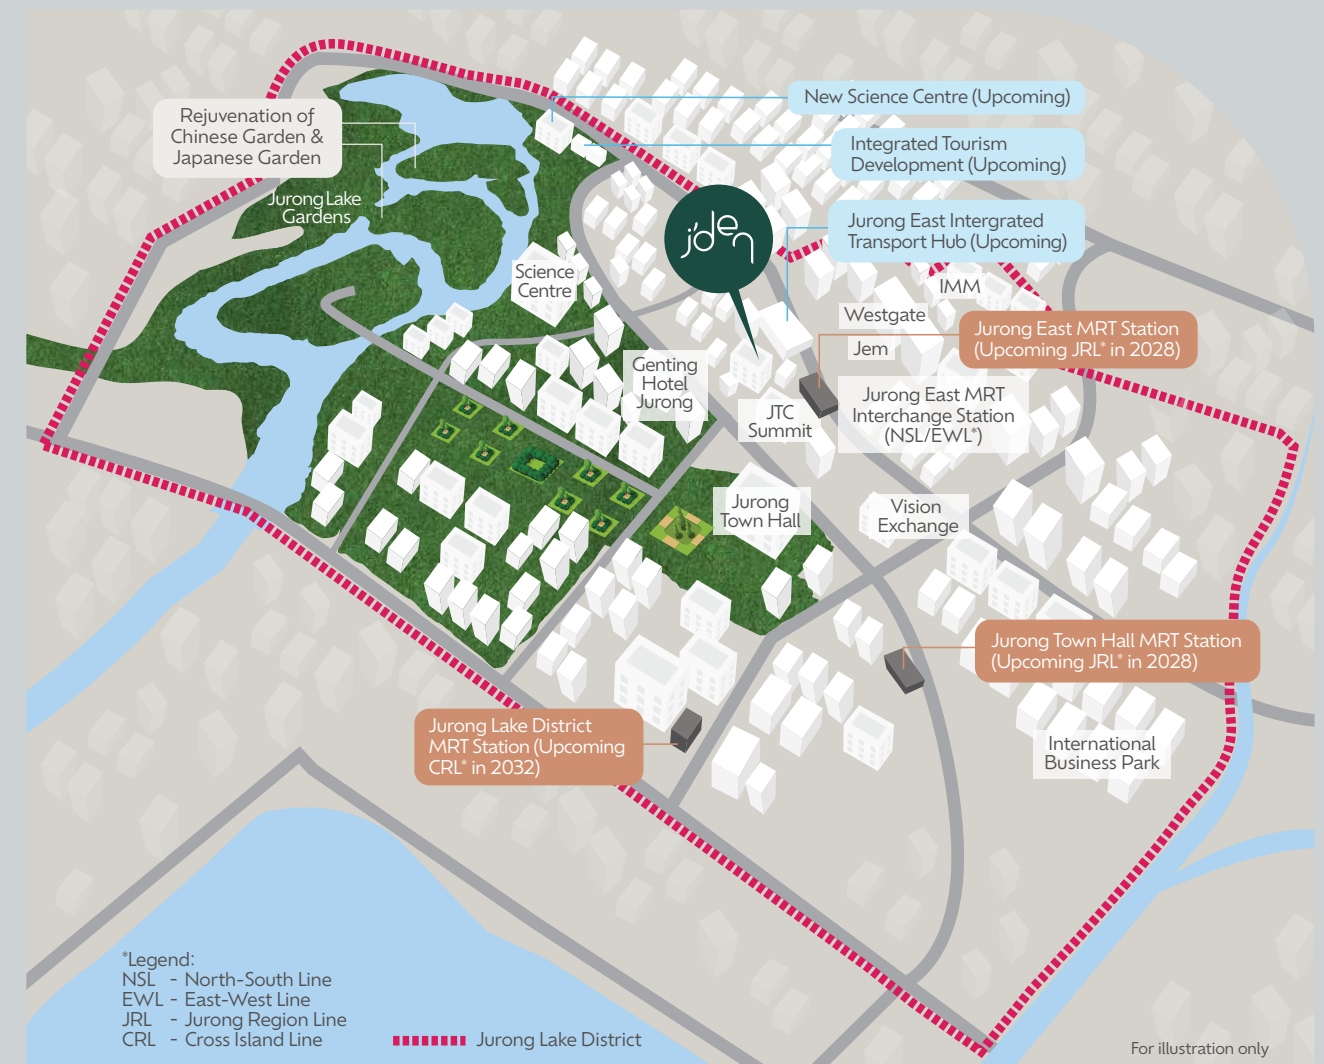 New Science Centre (Upcoming)
Rejuvenation of
Chinese Garden &
Japanese Garden
Integrated Tourism
Development (Upcoming)
Jurong Lake
Gardens
j'den
Jurong East Intergrated
Transport Hub (Upcoming)
Science
Centre
IMM
Westgate
Jem
Jurong East MRT Station
(Upcoming JRL* in 2028)
Genting
Hotel
Jurong
JTC
Summit
Jurong East MRT
Interchange Station
(NSL/EWL*)
Jurong
Town Hall
Vision
Exchange
Jurong Town Hall MRT Station
(Upcoming JRL* in 2028)
Jurong Lake District
MRT Station (Upcoming
CRL* in 2032)
International
Business Park
*Legend:
NSL - North-South Line
EWL - East-West Line
JRL - Jurong Region Line
CRL - Cross Island Line
Jurong Lake District
For illustration only